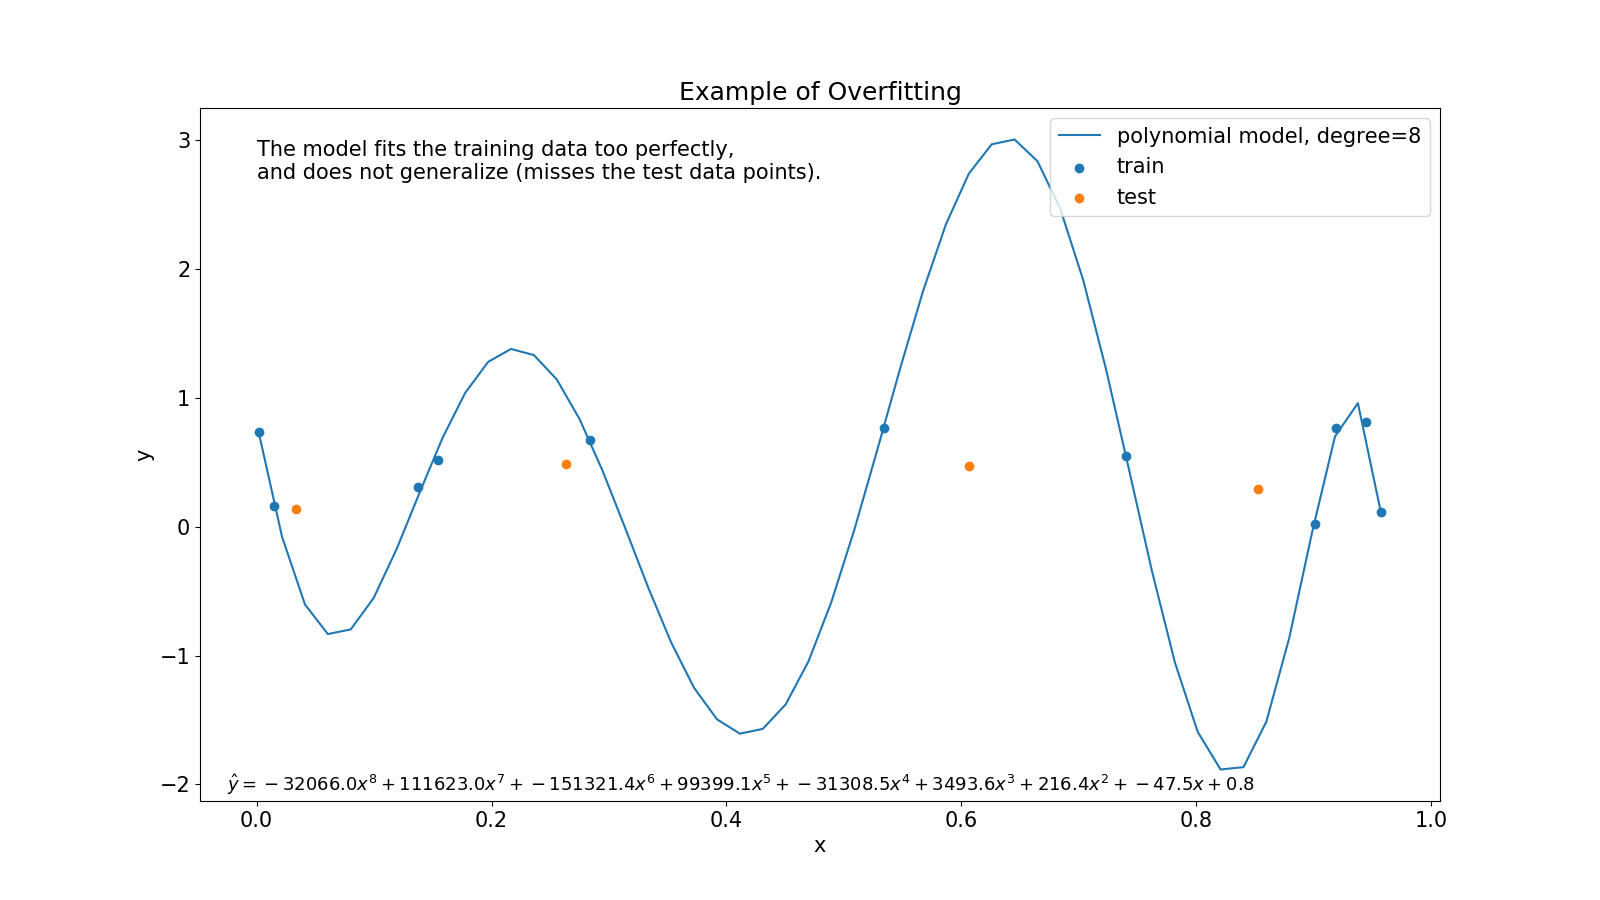 Example of Overfitting
The model fits the training data too perfectly,
and does not generalize (misses the test data points).
polynomial model, degree=8
train
test
3
2
1
0
−1
−2
y
ŷ = −32066.0x⁸ + 111623.0x⁷ + −151321.4x⁶ + 99399.1x⁵ + −31308.5x⁴ + 3493.6x³ + 216.4x² + −47.5x + 0.8
0.0 0.2 0.4 0.6 0.8 1.0
x